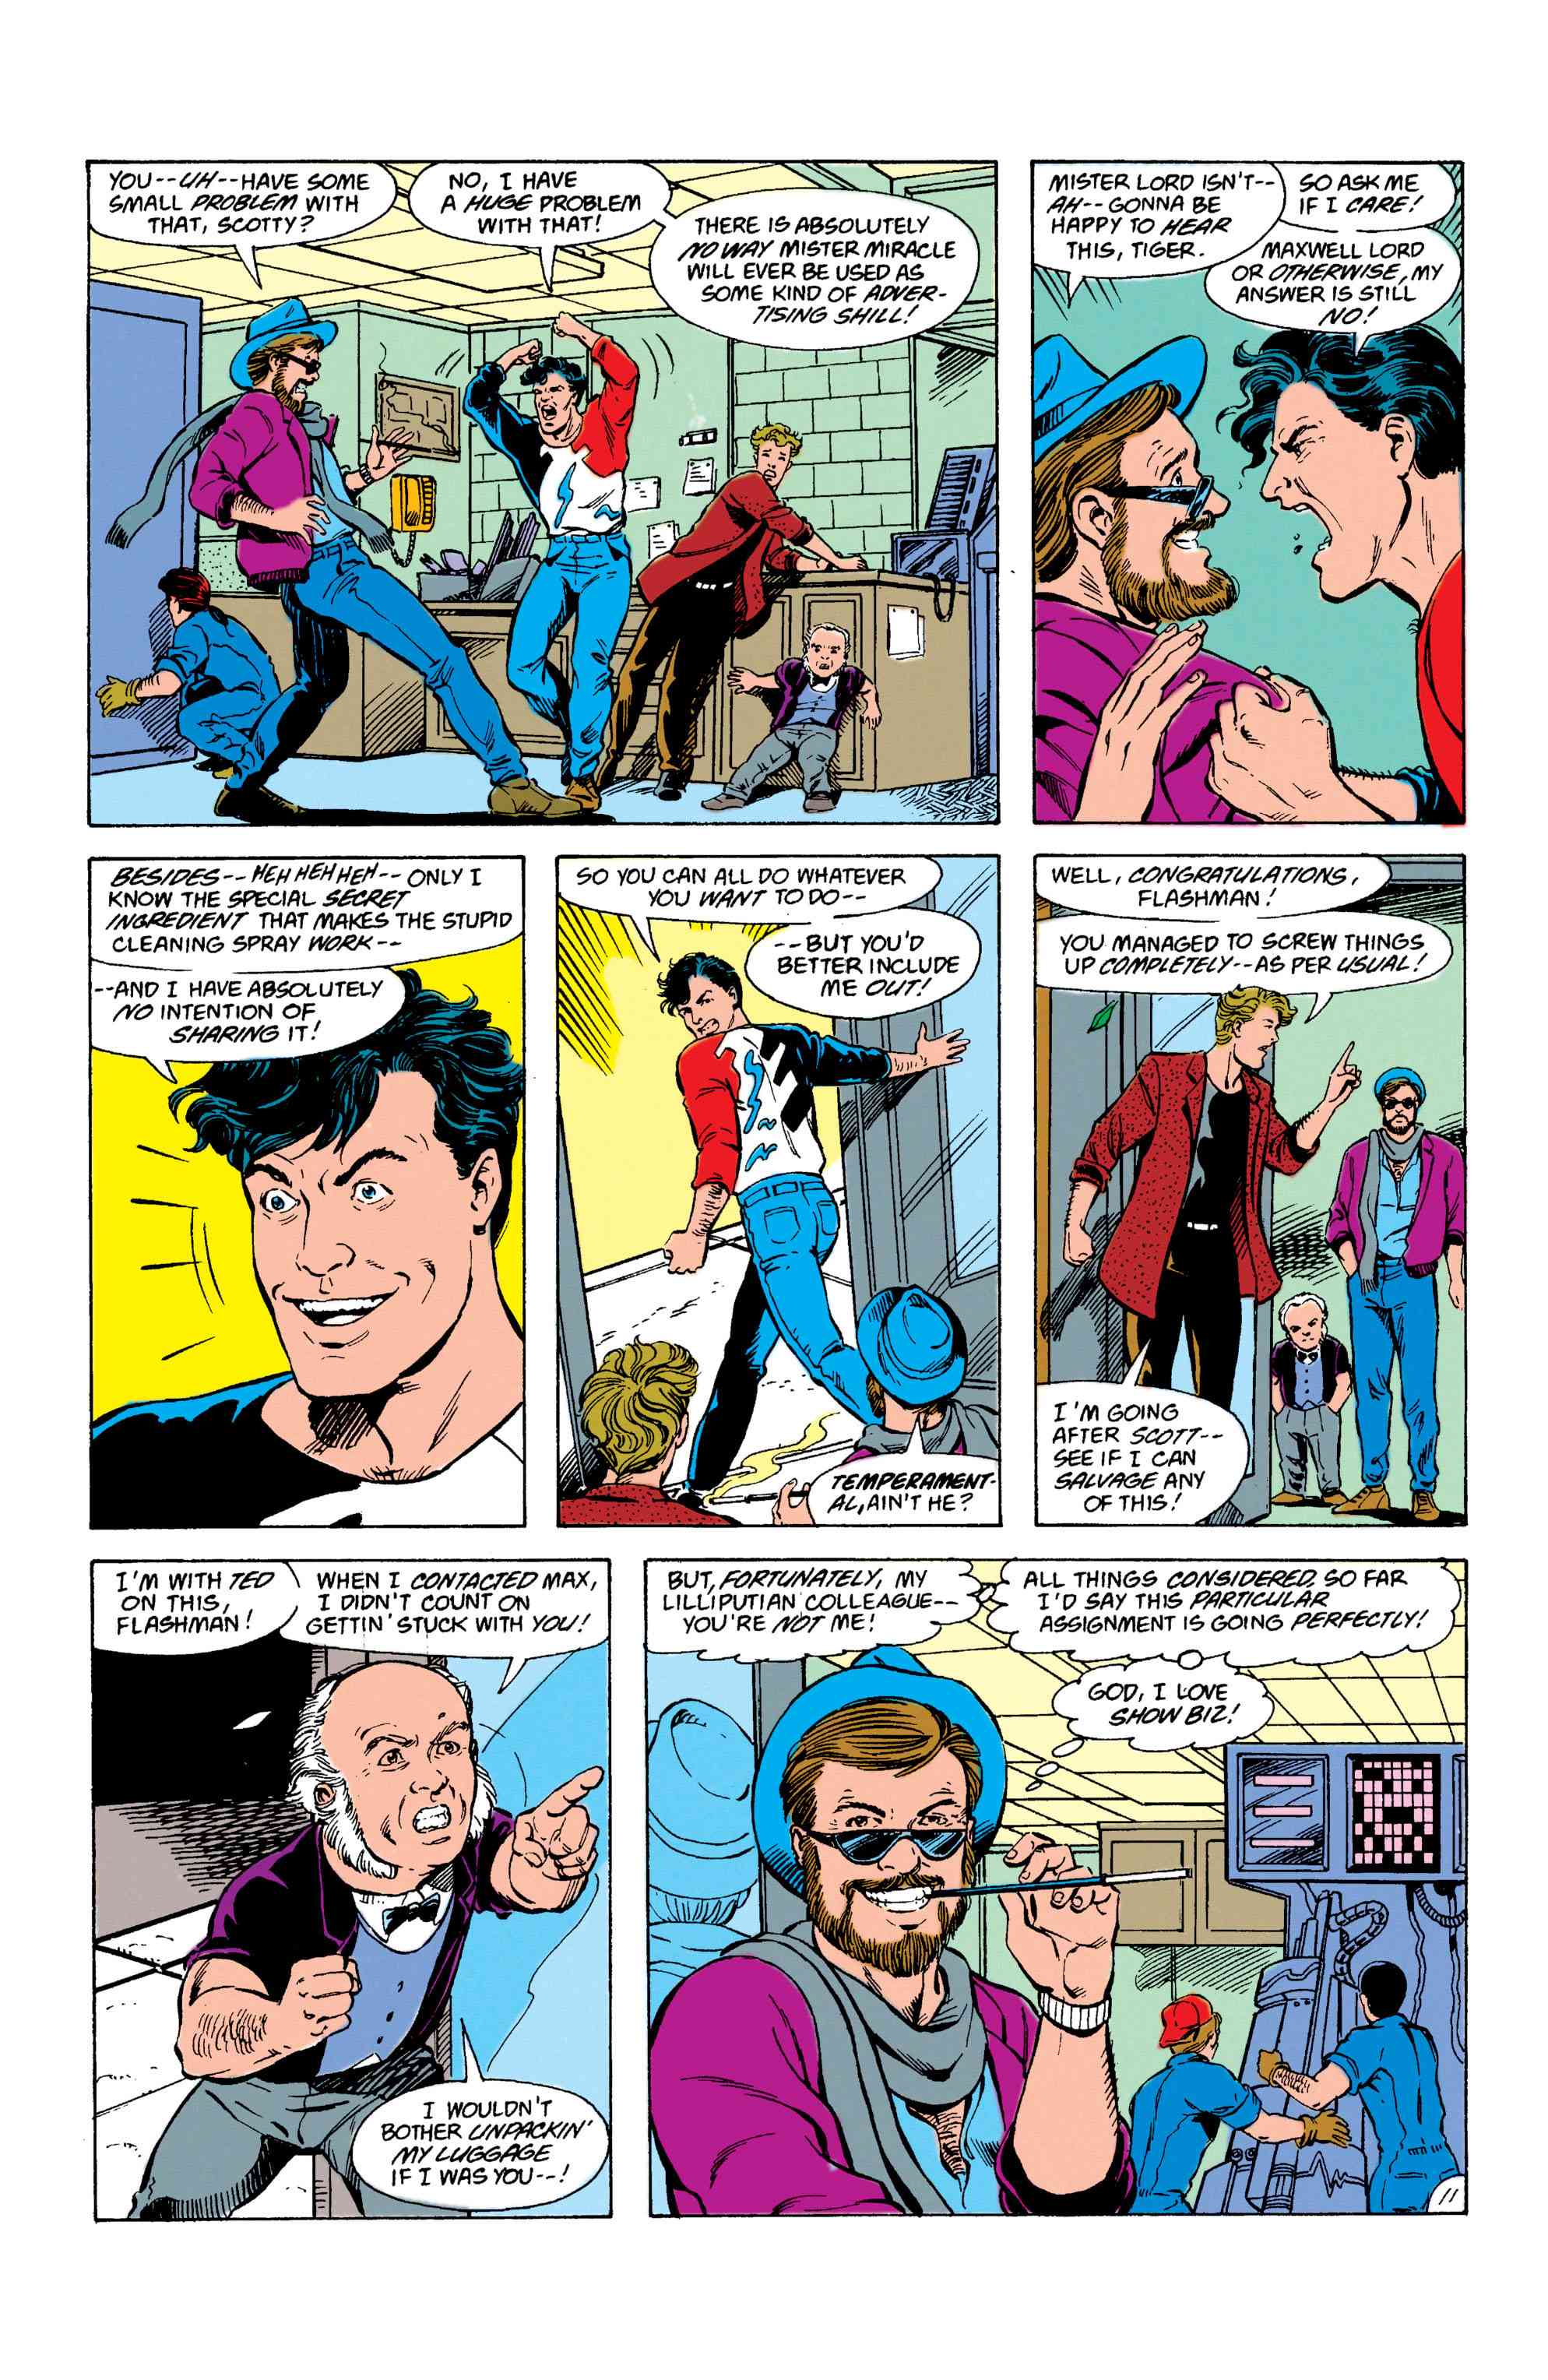 YOU--UH--HAVE SOME
SMALL PROBLEM WITH
THAT, SCOTTY?
NO, I HAVE
A HUGE PROBLEM
WITH THAT!
THERE IS ABSOLUTELY
NO WAY MISTER MIRACLE
WILL EVER BE USED AS
SOME KIND OF ADVER-
TISING SHILL!
MISTER LORD ISN'T--
AH-- GONNA BE
HAPPY TO HEAR
THIS, TIGER.
SO ASK ME
IF I CARE!
MAXWELL LORD
OR OTHERWISE, MY
ANSWER IS STILL
NO!
BESIDES--HEH HEH HEH--ONLY I
KNOW THE SPECIAL SECRET
INGREDIENT THAT MAKES THE STUPID
CLEANING SPRAY WORK--
--AND I HAVE ABSOLUTELY
NO INTENTION OF
SHARING IT!
SO YOU CAN ALL DO WHATEVER
YOU WANT TO DO--
--BUT YOU'D
BETTER INCLUDE
ME OUT!
TEMPERAMENT-
AL, AIN'T HE?
WELL, CONGRATULATIONS,
FLASHMAN!
YOU MANAGED TO SCREW THINGS
UP COMPLETELY--AS PER USUAL!
I'M GOING
AFTER SCOTT--
SEE IF I CAN
SALVAGE ANY
OF THIS!
I'M WITH TED
ON THIS,
FLASHMAN!
WHEN I CONTACTED MAX,
I DIDN'T COUNT ON
GETTIN' STUCK WITH YOU!
I WOULDN'T
BOTHER UNPACKIN'
MY LUGGAGE
IF I WAS YOU--!
BUT, FORTUNATELY, MY
LILLIPUTIAN COLLEAGUE--
YOU'RE NOT ME!
ALL THINGS CONSIDERED, SO FAR
I'D SAY THIS PARTICULAR
ASSIGNMENT IS GOING PERFECTLY!
GOD, I LOVE
SHOW BIZ!
11